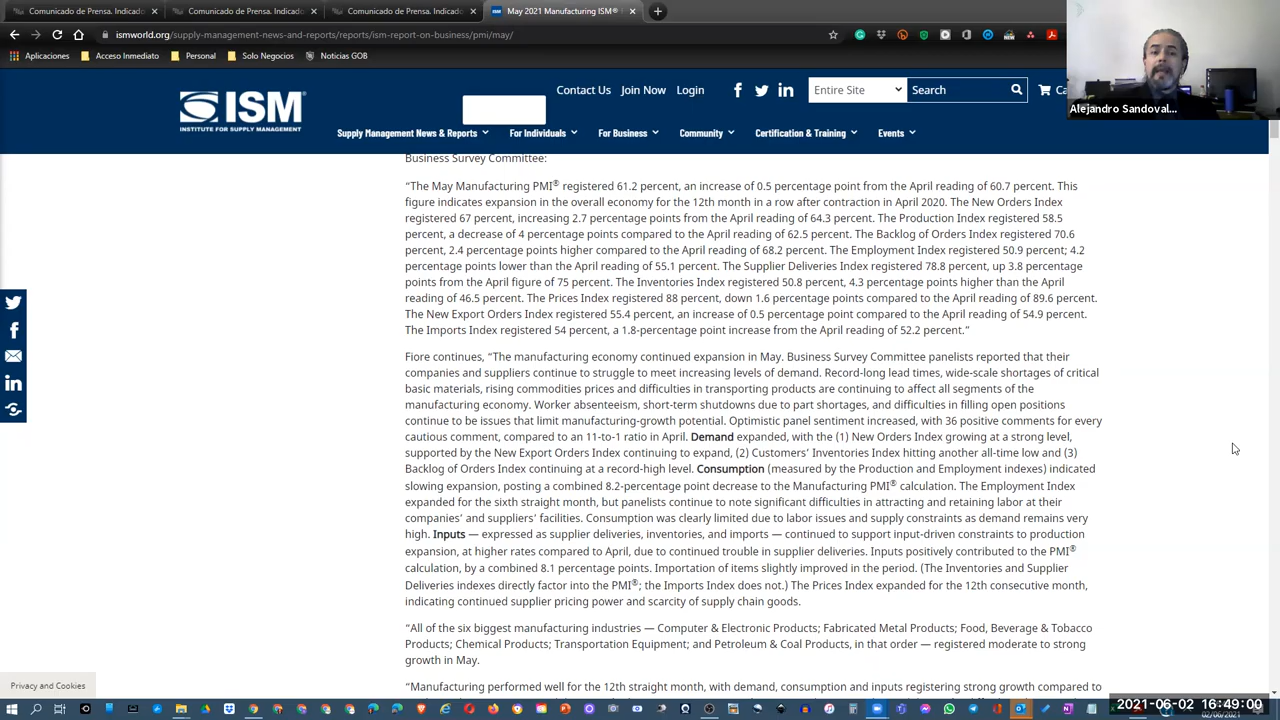 Comunicado de Prensa. Indicado
Comunicado de Prensa. Indicado
Comunicado de Prensa. Indicado
May 2021 Manufacturing ISM®
ismworld.org/supply-management-news-and-reports/reports/ism-report-on-business/pmi/may/
Aplicaciones
Acceso Inmediato
Personal
Solo Negocios
Noticias GOB
Alejandro Sandoval...
ISM
INSTITUTE FOR SUPPLY MANAGEMENT
Contact Us
Join Now
Login
Entire Site
Search
Ca
Supply Management News & Reports
For Individuals
For Business
Community
Certification & Training
Events
Business Survey Committee:
“The May Manufacturing PMI® registered 61.2 percent, an increase of 0.5 percentage point from the April reading of 60.7 percent. This
figure indicates expansion in the overall economy for the 12th month in a row after contraction in April 2020. The New Orders Index
registered 67 percent, increasing 2.7 percentage points from the April reading of 64.3 percent. The Production Index registered 58.5
percent, a decrease of 4 percentage points compared to the April reading of 62.5 percent. The Backlog of Orders Index registered 70.6
percent, 2.4 percentage points higher compared to the April reading of 68.2 percent. The Employment Index registered 50.9 percent; 4.2
percentage points lower than the April reading of 55.1 percent. The Supplier Deliveries Index registered 78.8 percent, up 3.8 percentage
points from the April figure of 75 percent. The Inventories Index registered 50.8 percent, 4.3 percentage points higher than the April
reading of 46.5 percent. The Prices Index registered 88 percent, down 1.6 percentage points compared to the April reading of 89.6 percent.
The New Export Orders Index registered 55.4 percent, an increase of 0.5 percentage point compared to the April reading of 54.9 percent.
The Imports Index registered 54 percent, a 1.8-percentage point increase from the April reading of 52.2 percent.”
Fiore continues, “The manufacturing economy continued expansion in May. Business Survey Committee panelists reported that their
companies and suppliers continue to struggle to meet increasing levels of demand. Record-long lead times, wide-scale shortages of critical
basic materials, rising commodities prices and difficulties in transporting products are continuing to affect all segments of the
manufacturing economy. Worker absenteeism, short-term shutdowns due to part shortages, and difficulties in filling open positions
continue to be issues that limit manufacturing-growth potential. Optimistic panel sentiment increased, with 36 positive comments for every
cautious comment, compared to an 11-to-1 ratio in April. Demand expanded, with the (1) New Orders Index growing at a strong level,
supported by the New Export Orders Index continuing to expand, (2) Customers’ Inventories Index hitting another all-time low and (3)
Backlog of Orders Index continuing at a record-high level. Consumption (measured by the Production and Employment indexes) indicated
slowing expansion, posting a combined 8.2-percentage point decrease to the Manufacturing PMI® calculation. The Employment Index
expanded for the sixth straight month, but panelists continue to note significant difficulties in attracting and retaining labor at their
companies’ and suppliers’ facilities. Consumption was clearly limited due to labor issues and supply constraints as demand remains very
high. Inputs — expressed as supplier deliveries, inventories, and imports — continued to support input-driven constraints to production
expansion, at higher rates compared to April, due to continued trouble in supplier deliveries. Inputs positively contributed to the PMI®
calculation, by a combined 8.1 percentage points. Importation of items slightly improved in the period. (The Inventories and Supplier
Deliveries indexes directly factor into the PMI®; the Imports Index does not.) The Prices Index expanded for the 12th consecutive month,
indicating continued supplier pricing power and scarcity of supply chain goods.
“All of the six biggest manufacturing industries — Computer & Electronic Products; Fabricated Metal Products; Food, Beverage & Tobacco
Products; Chemical Products; Transportation Equipment; and Petroleum & Coal Products, in that order — registered moderate to strong
growth in May.
“Manufacturing performed well for the 12th straight month, with demand, consumption and inputs registering strong growth compared to
Privacy and Cookies
2021-06-02 16:49:00
02/06/2021